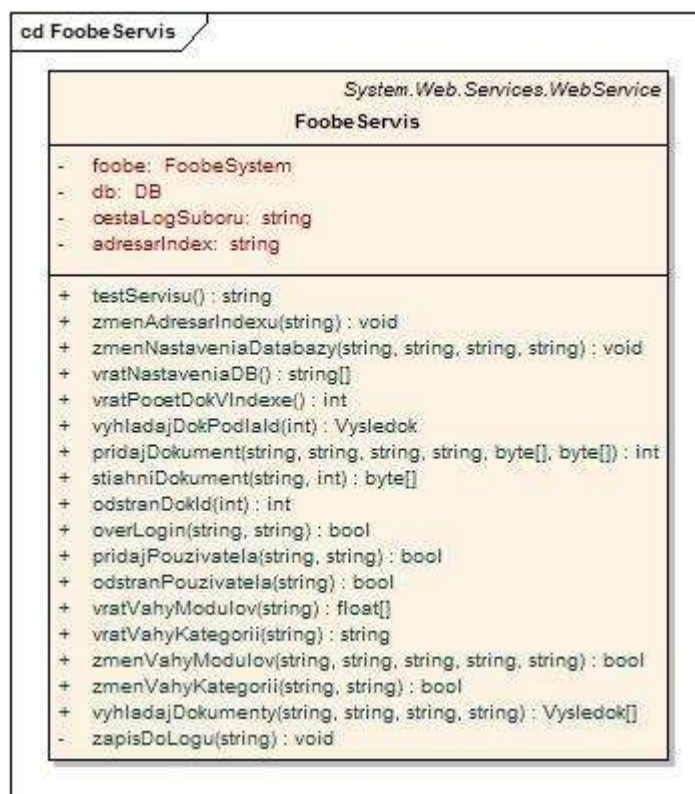 cd FoobeServis
System.Web.Services.WebService
FoobeServis
- foobe: FoobeSystem
- db: DB
- cestaLogSuboru: string
- adresarIndex: string
+ testServisu() : string
+ zmenAdresarIndexu(string) : void
+ zmenNastaveniaDatabazy(string, string, string, string) : void
+ vratNastaveniaDB() : string[]
+ vratPocetDokVIndexe() : int
+ vyhladajDokPodlaId(int) : Vysledok
+ pridajDokument(string, string, string, string, byte[], byte[]) : int
+ stiahniDokument(string, int) : byte[]
+ odstranDokId(int) : int
+ overLogin(string, string) : bool
+ pridajPouzivatela(string, string) : bool
+ odstranPouzivatela(string) : bool
+ vratVahyModulov(string) : float[]
+ vratVahyKategorii(string) : string
+ zmenVahyModulov(string, string, string, string, string) : bool
+ zmenVahyKategorii(string, string) : bool
+ vyhladajDokumenty(string, string, string, string) : Vysledok[]
- zapisDoLogu(string) : void